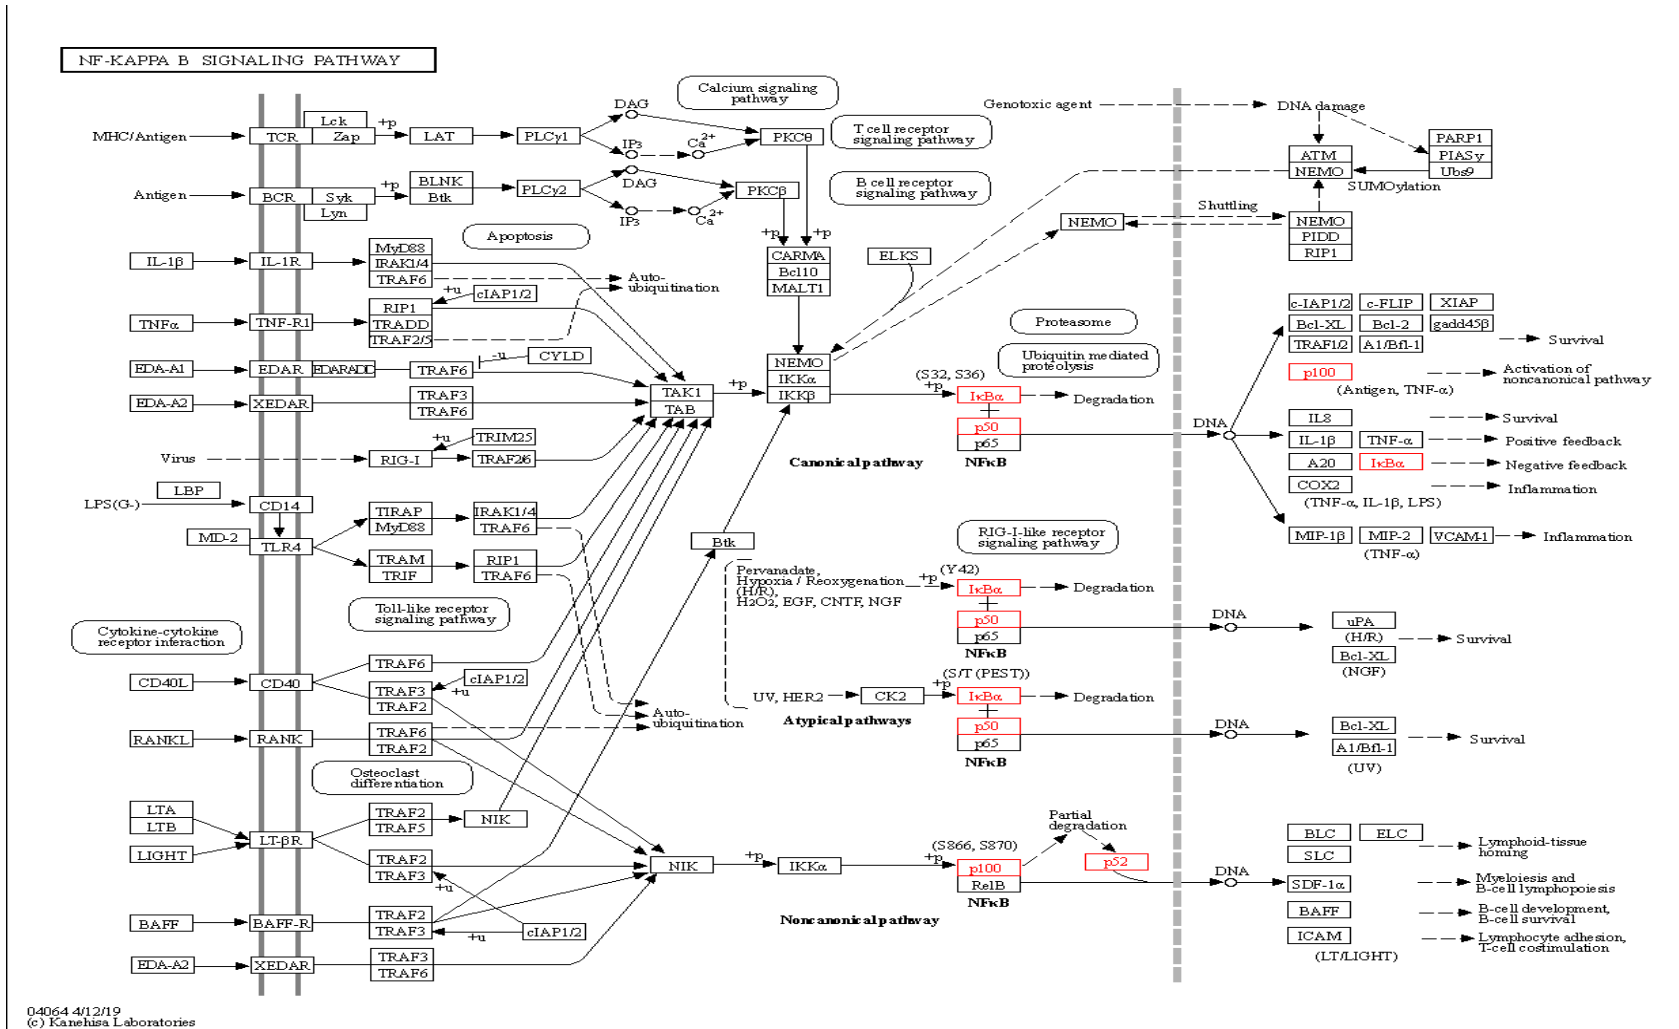 NF-KAPPA B SIGNALING PATHWAY
Calcium signaling
pathway
T cell receptor
signaling pathway
B cell receptor
signaling pathway
MHC/Antigen
TCR
Lck
Zap
+p
LAT
PLCγ1
DAG
IP3
Ca2+
PKCθ
Antigen
BCR
Syk
Lyn
+p
BLNK
Btk
PLCγ2
DAG
IP3
Ca2+
PKCβ
+p
+p
CARMA
Bcl10
MALT1
ELKS
Genotoxic agent
DNA damage
ATM
NEMO
PARP1
PIASy
Ubs9
SUMOylation
NEMO
Shuttling
NEMO
PIDD
RIP1
Apoptosis
IL-1β
IL-1R
MyD88
IRAK1/4
TRAF6
Auto-
ubiquitination
TNFα
TNF-R1
RIP1
TRADD
TRAF2/5
+u
cIAP1/2
EDA-A1
EDAR
EDARADD
TRAF6
-u
CYLD
EDA-A2
XEDAR
TRAF3
TRAF6
TAK1
TAB
+p
NEMO
IKKα
IKKβ
Proteasome
Ubiquitin mediated
proteolysis
(S32, S36)
+p
IκBα
+
p50
p65
NFκB
Degradation
Canonical pathway
DNA
c-IAP1/2
c-FLIP
XIAP
Bcl-XL
Bcl-2
gadd45β
TRAF1/2
A1/Bfl-1
Survival
p100
Activation of
noncanonical pathway
(Antigen, TNF-α)
IL8
Survival
IL-1β
TNF-α
Positive feedback
A20
IκBα
Negative feedback
COX2
Inflammation
(TNF-α, IL-1β, LPS)
MIP-1β
MIP-2
VCAM-1
Inflammation
(TNF-α)
Virus
RIG-I
+u
TRIM25
TRAF2/6
LPS(G-)
LBP
CD14
MD-2
TLR4
TIRAP
MyD88
IRAK1/4
TRAF6
TRAM
TRIF
RIP1
TRAF6
Btk
Toll-like receptor
signaling pathway
Cytokine-cytokine
receptor interaction
RIG-I-like receptor
signaling pathway
Pervanadate,
Hypoxia / Reoxygenation
(H/R),
H2O2, EGF, CNTF, NGF
+p
(Y42)
IκBα
+
p50
p65
NFκB
Degradation
DNA
uPA
(H/R)
Bcl-XL
(NGF)
Survival
CD40L
CD40
TRAF6
TRAF3
TRAF2
+u
cIAP1/2
Auto-
ubiquitination
UV, HER2
CK2
+p
(S/T (PEST))
IκBα
+
p50
p65
NFκB
Degradation
Atypical pathways
DNA
Bcl-XL
A1/Bfl-1
(UV)
Survival
RANKL
RANK
TRAF6
TRAF2
Osteoclast
differentiation
LTA
LTB
LIGHT
LT-βR
TRAF2
TRAF5
NIK
TRAF2
TRAF3
+u
NIK
+p
IKKα
+p
(S866, S870)
p100
RelB
NFκB
Partial
degradation
p52
Noncanonical pathway
DNA
BLC
ELC
SLC
Lymphoid-tissue
homing
SDF-1α
Myeloiesis and
B-cell lymphopoiesis
BAFF
B-cell development,
B-cell survival
ICAM
Lymphocyte adhesion,
T-cell costimulation
(LT/LIGHT)
BAFF
BAFF-R
TRAF2
TRAF3
+u
cIAP1/2
EDA-A2
XEDAR
TRAF3
TRAF6
04064 4/12/19
(c) Kanehisa Laboratories